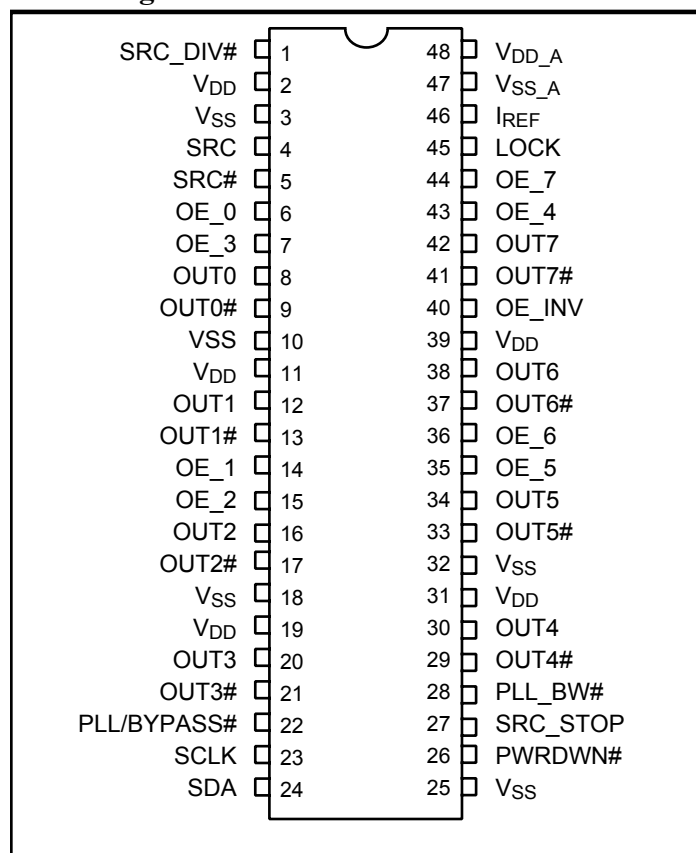 SRC_DIV# 1 48 VDD_A
VDD 2 47 VSS_A
VSS 3 46 IREF
SRC 4 45 LOCK
SRC# 5 44 OE_7
OE_0 6 43 OE_4
OE_3 7 42 OUT7
OUT0 8 41 OUT7#
OUT0# 9 40 OE_INV
VSS 10 39 VDD
VDD 11 38 OUT6
OUT1 12 37 OUT6#
OUT1# 13 36 OE_6
OE_1 14 35 OE_5
OE_2 15 34 OUT5
OUT2 16 33 OUT5#
OUT2# 17 32 VSS
VSS 18 31 VDD
VDD 19 30 OUT4
OUT3 20 29 OUT4#
OUT3# 21 28 PLL_BW#
PLL/BYPASS# 22 27 SRC_STOP
SCLK 23 26 PWRDWN#
SDA 24 25 VSS